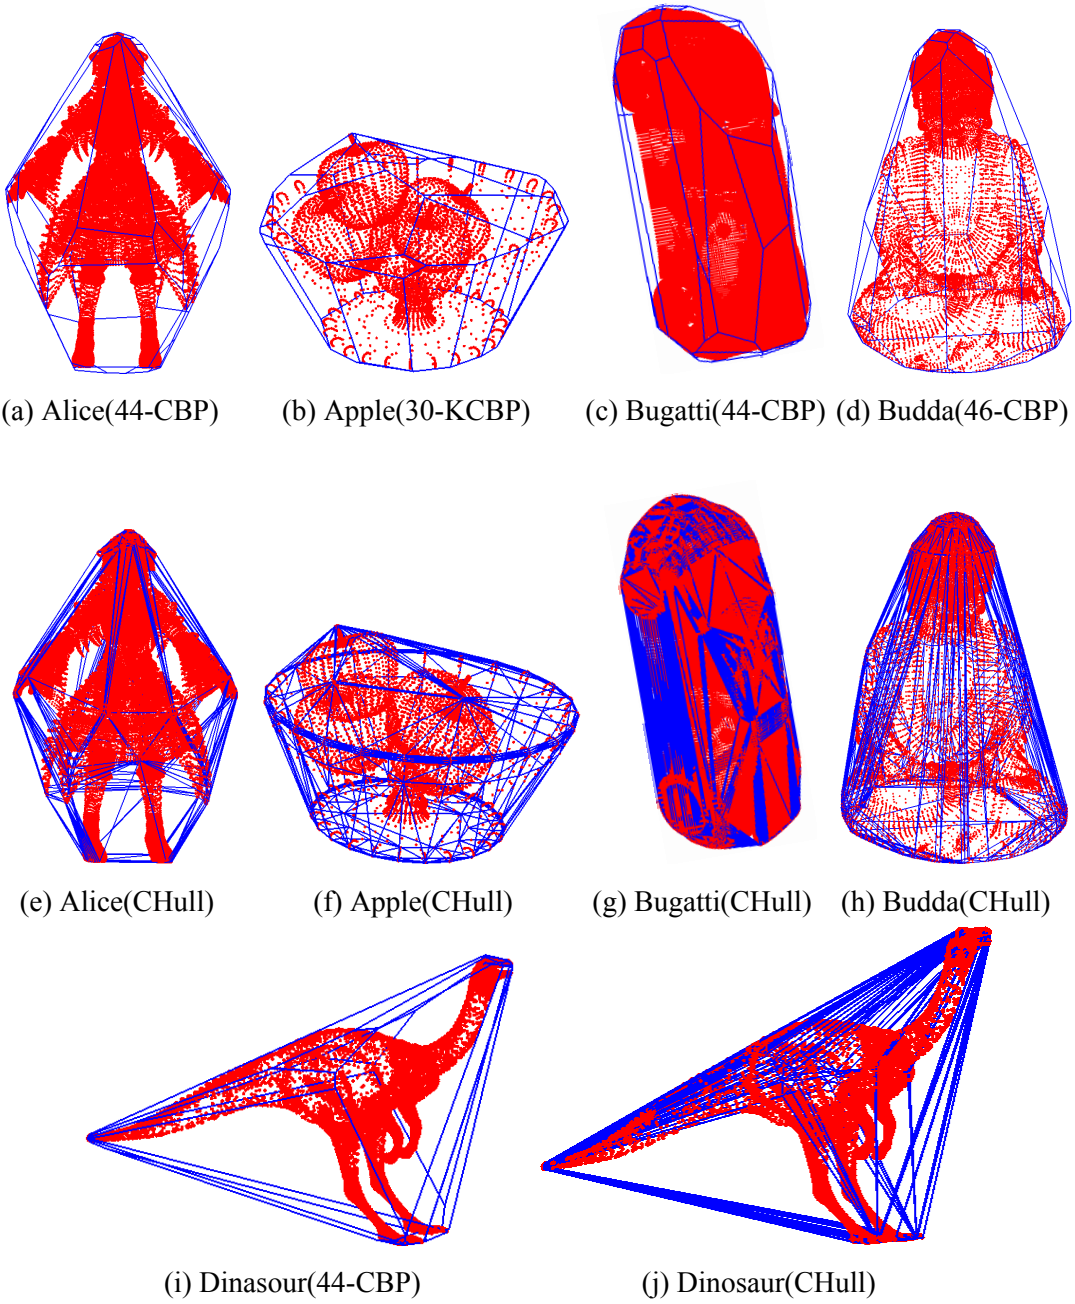 (a) Alice(44-CBP)
(b) Apple(30-KCBP)
(c) Bugatti(44-CBP)
(d) Budda(46-CBP)
(e) Alice(CHull)
(f) Apple(CHull)
(g) Bugatti(CHull)
(h) Budda(CHull)
(i) Dinasour(44-CBP)
(j) Dinosaur(CHull)